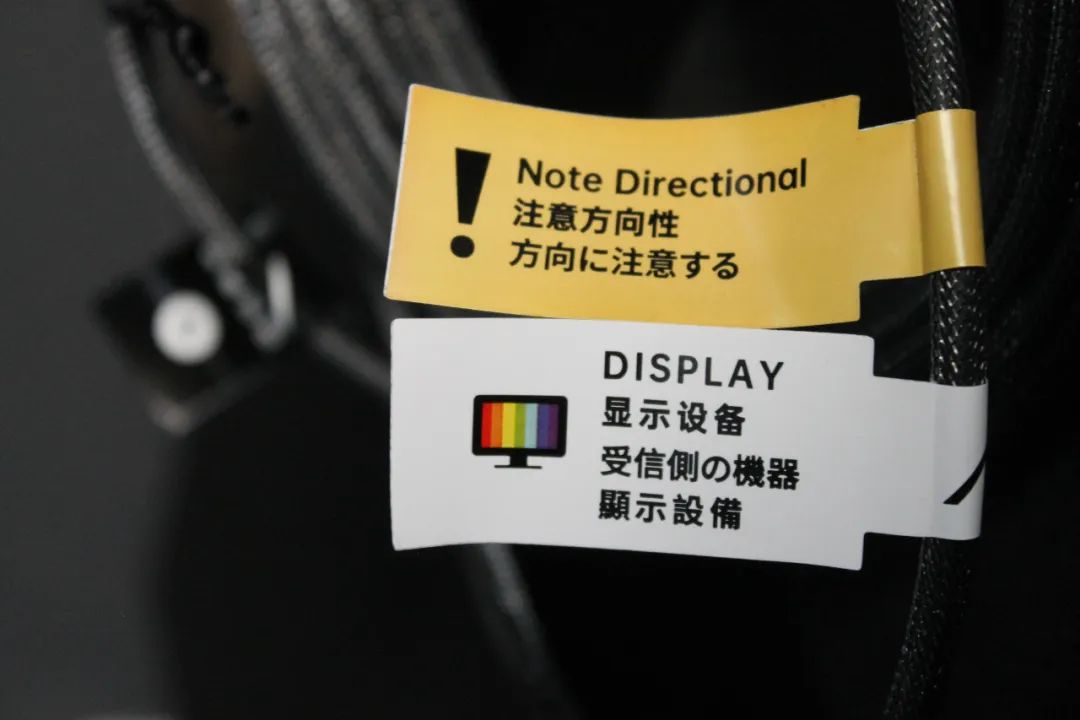 Note Directional
注意方向性
方向に注意する
DISPLAY
显示设备
受信側の機器
顯示設備